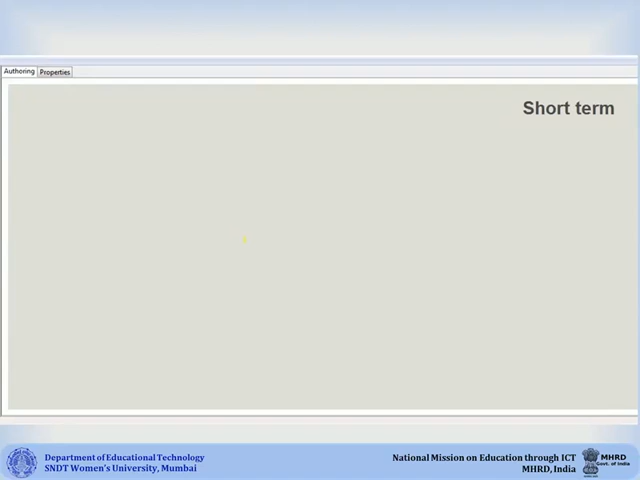 Authoring Properties
Short term
Department of Educational Technology
SNDT Women's University, Mumbai
National Mission on Education through ICT
MHRD, India
MHRD
Govt. of India